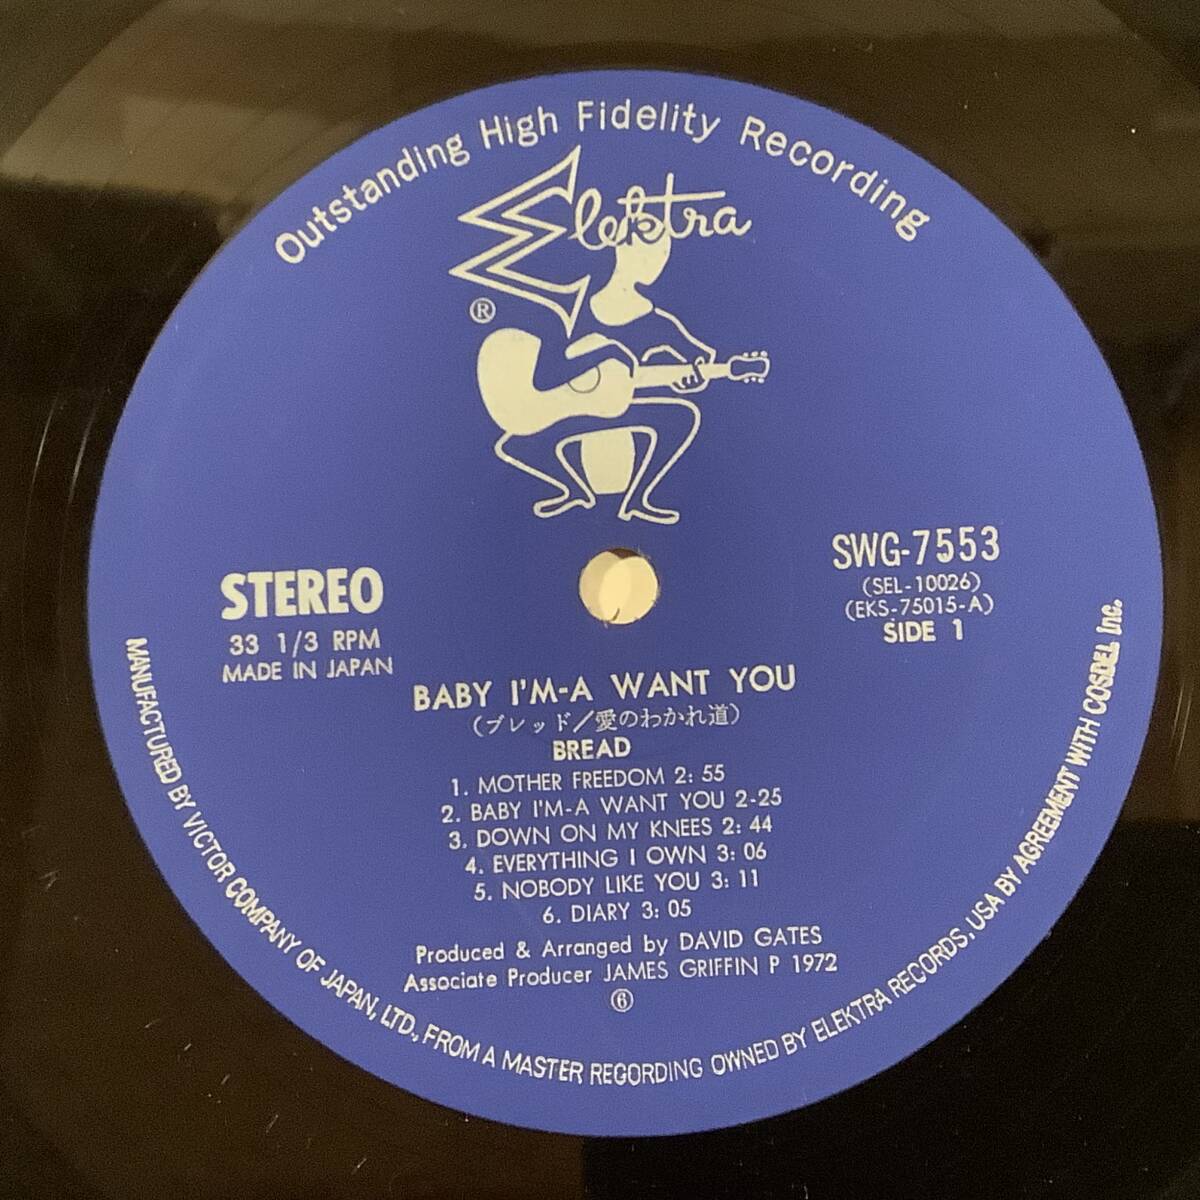 Outstanding High Fidelity Recording
Elektra
®
STEREO
33 1/3 RPM
MADE IN JAPAN
SWG-7553
(SEL-10026)
(EKS-75015-A)
SIDE 1
BABY I'M-A WANT YOU
(ブレッド/愛のわかれ道)
BREAD
1. MOTHER FREEDOM 2: 55
2. BABY I'M-A WANT YOU 2-25
3. DOWN ON MY KNEES 2: 44
4. EVERYTHING I OWN 3: 06
5. NOBODY LIKE YOU 3: 11
6. DIARY 3: 05
Produced & Arranged by DAVID GATES
Associate Producer JAMES GRIFFIN P 1972
⑥
MANUFACTURED BY VICTOR COMPANY OF JAPAN, LTD., FROM A MASTER RECORDING OWNED BY ELEKTRA RECORDS, USA BY AGREEMENT WITH COSDEL Inc.